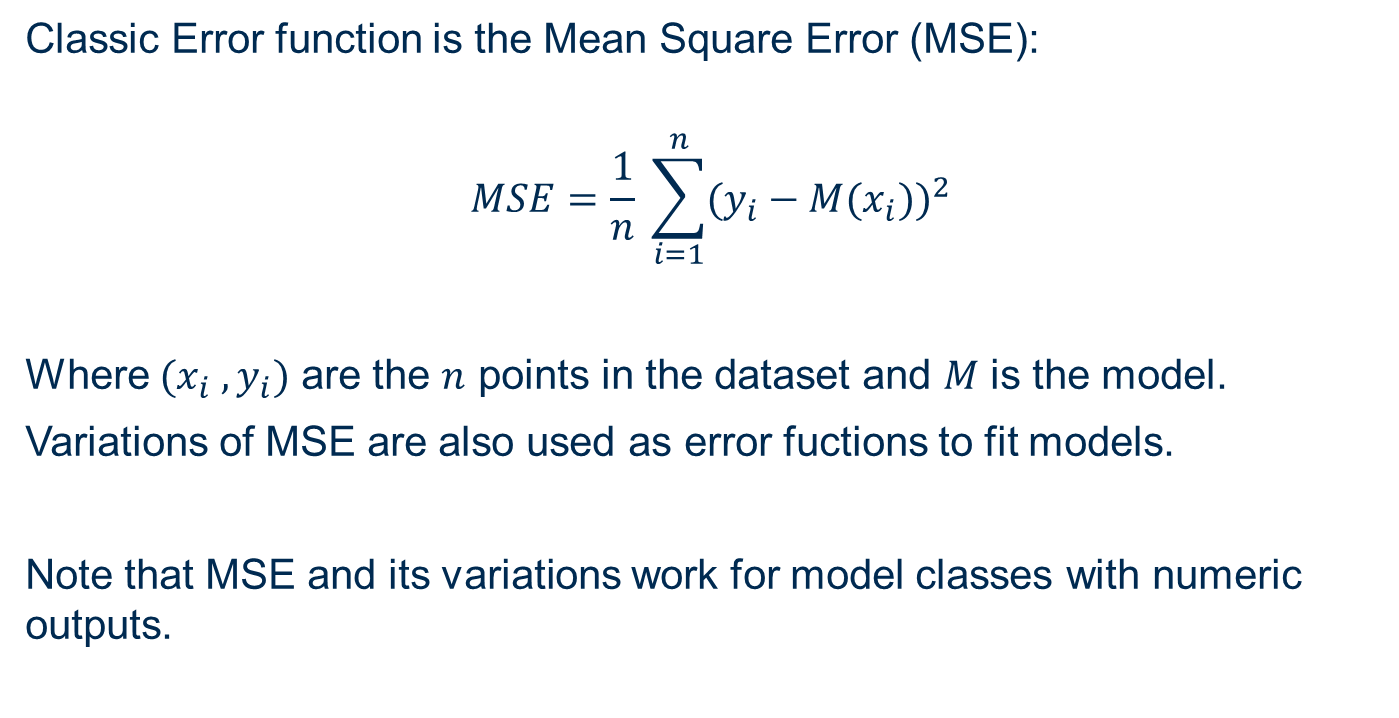 Classic Error function is the Mean Square Error (MSE):
MSE = \frac{1}{n} \sum_{i=1}^{n} (y_i − M(x_i))^2
Where (x_i , y_i) are the n points in the dataset and M is the model.
Variations of MSE are also used as error fuctions to fit models.
Note that MSE and its variations work for model classes with numeric
outputs.